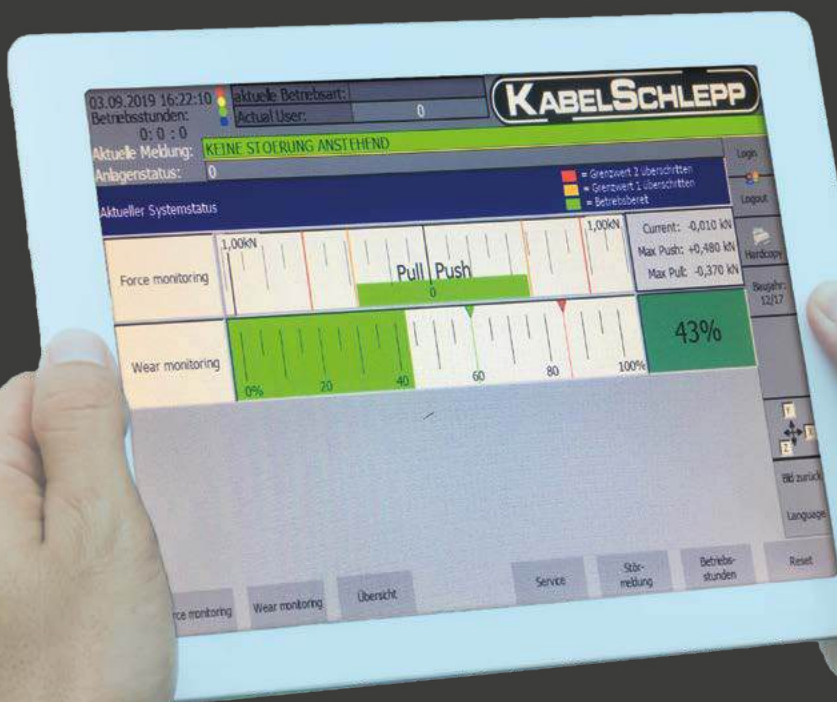 03.09.2019 16:22:10
Betriebsstunden:
0: 0 : 0
aktuelle Betriebsart:
Actual User: 0
KABELSCHLEPP
Aktuelle Meldung: KEINE STOERUNG ANSTEHEND
Anlagenstatus: 0
Login
Logout
Hardcopy
Baujahr:
12/17
Y
X
Z
Bild zurück
Language
Aktueller Systemstatus
= Grenzwert 2 überschritten
= Grenzwert 1 überschritten
= Betriebsbereit
Force monitoring
1,00kN
Pull Push
0
1,00kN
Current: -0,010 kN
Max Push: +0,480 kN
Max Pull: -0,370 kN
Wear monitoring
0% 20 40 60 80 100%
43%
rce monitoring
Wear monitoring
Übersicht
Service
Stör-
meldung
Betriebs-
stunden
Reset